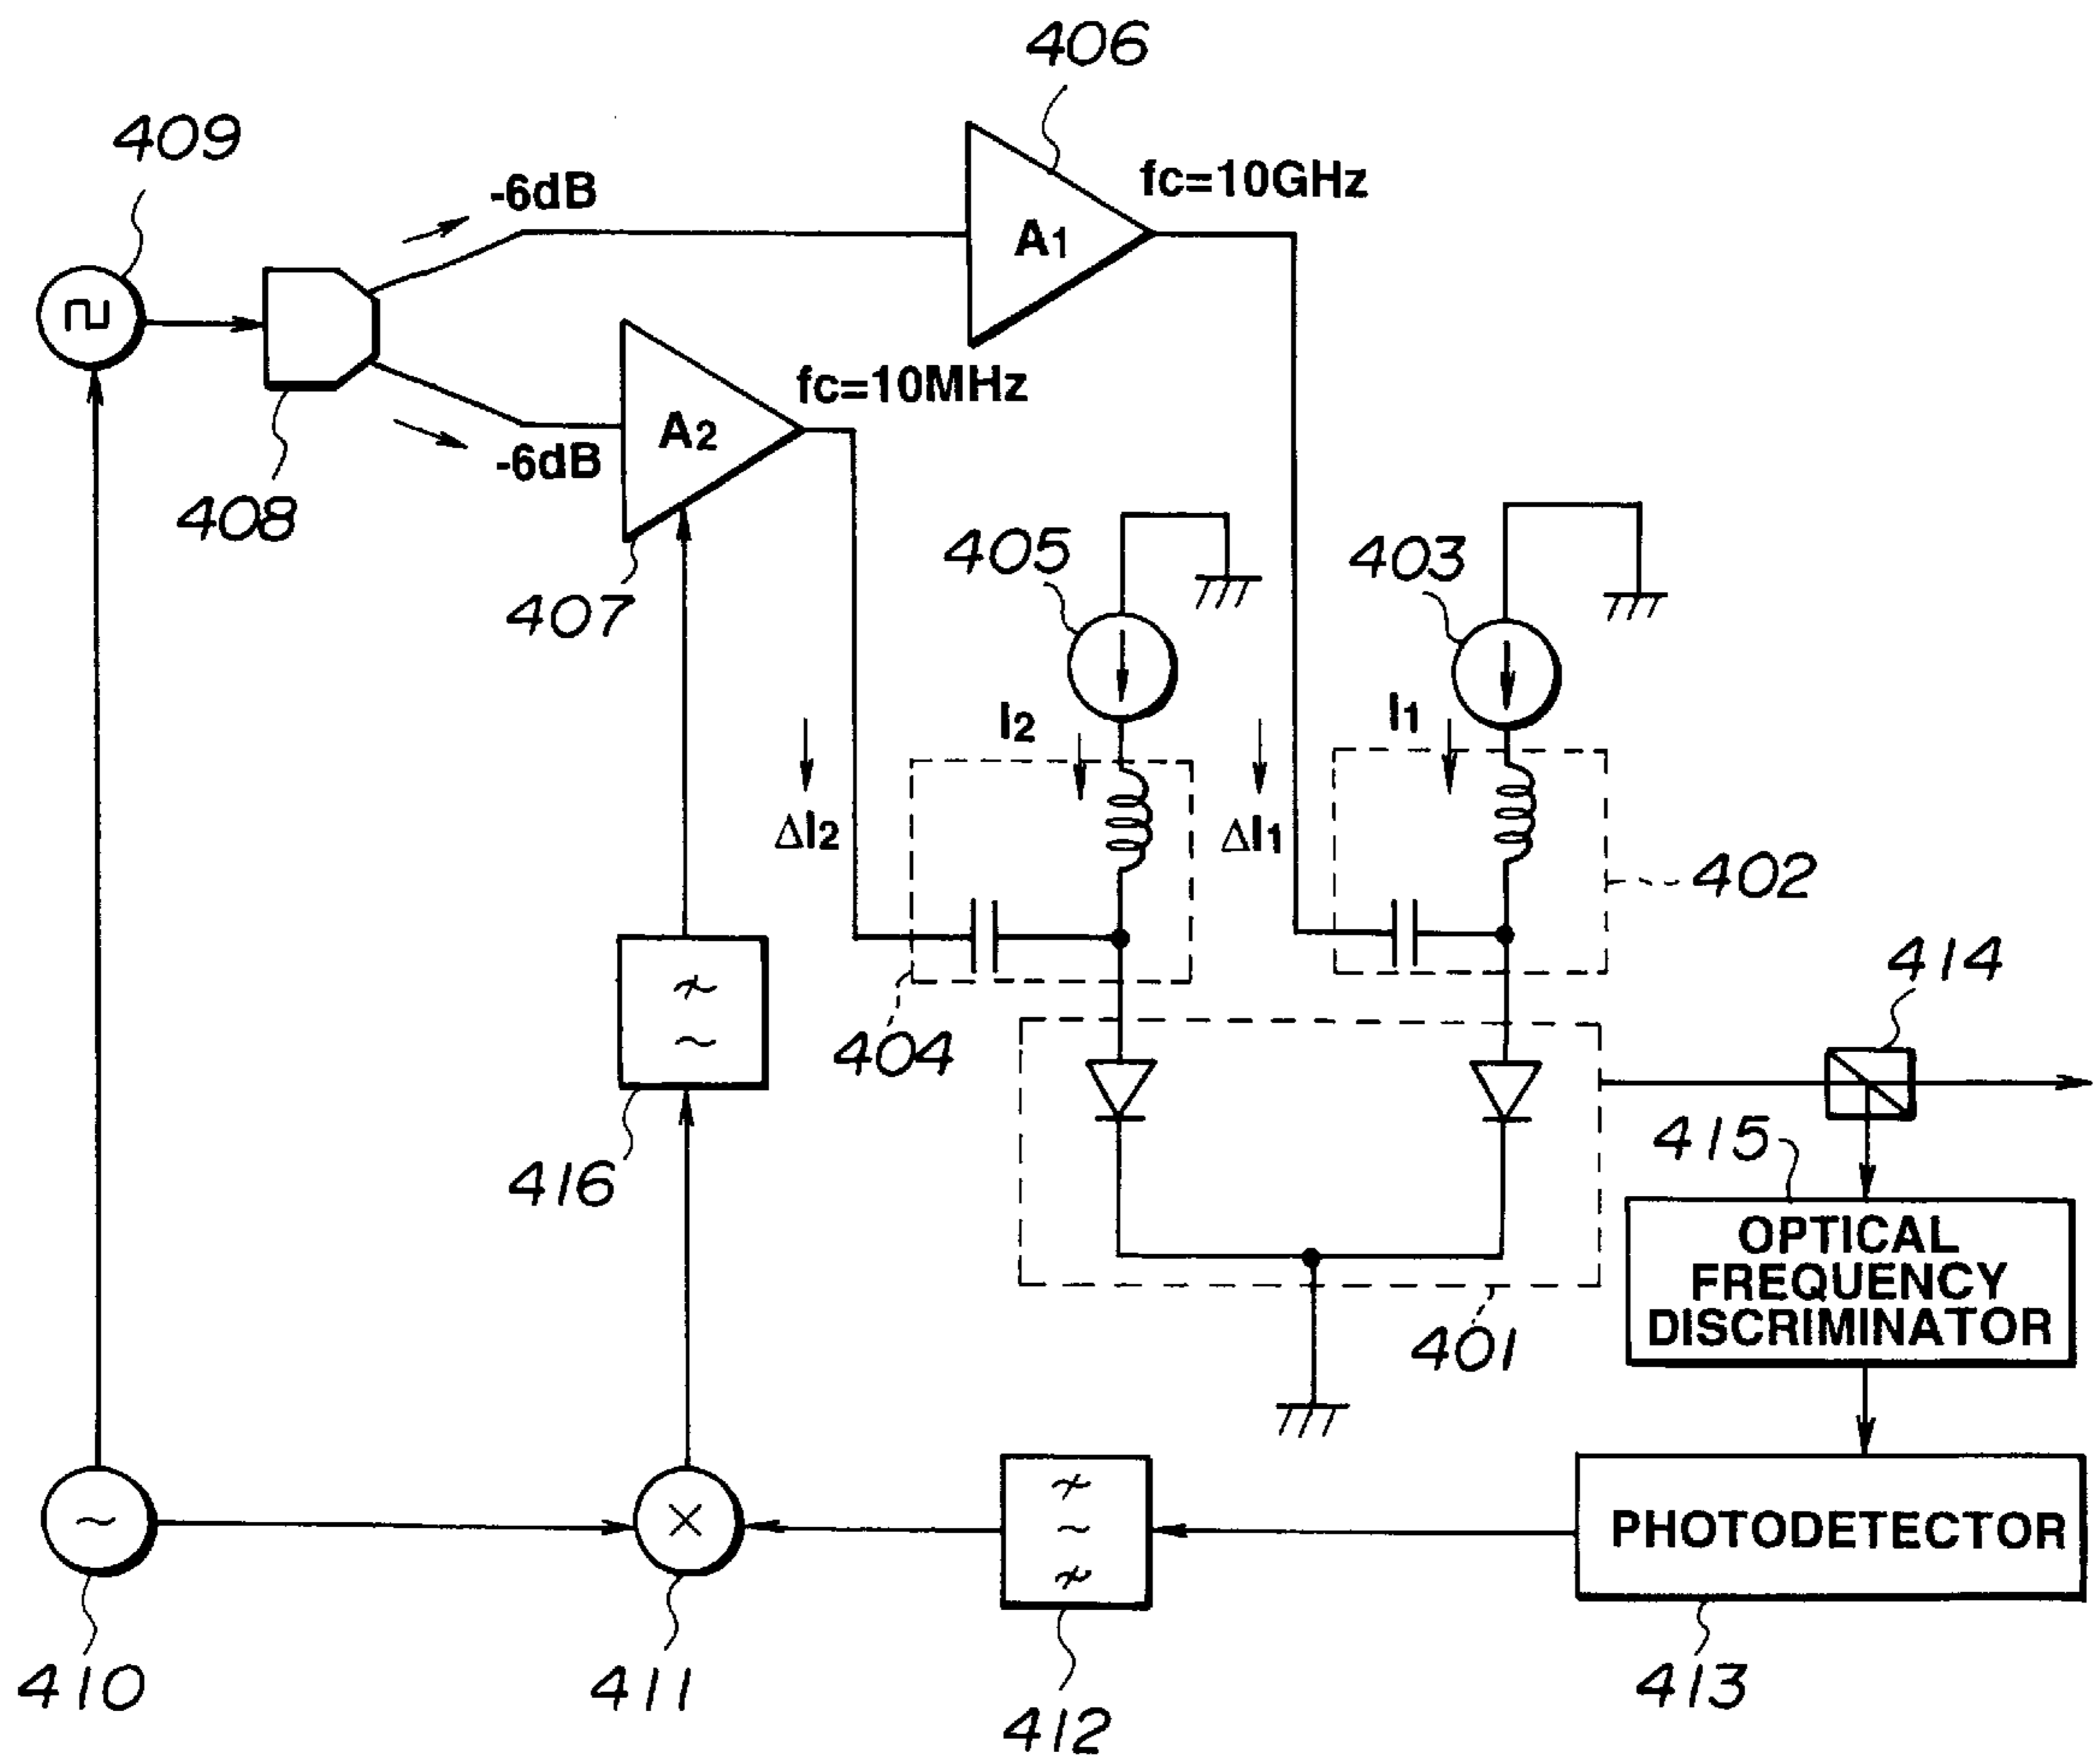 406
409
-6dB
fc=10GHz
A1
fc=10MHz
A2
-6dB
408
405
403
407
I2
I1
ΔI2
ΔI1
402
414
404
415
416
OPTICAL
FREQUENCY
DISCRIMINATOR
401
~
×
PHOTODETECTOR
410
411
412
413